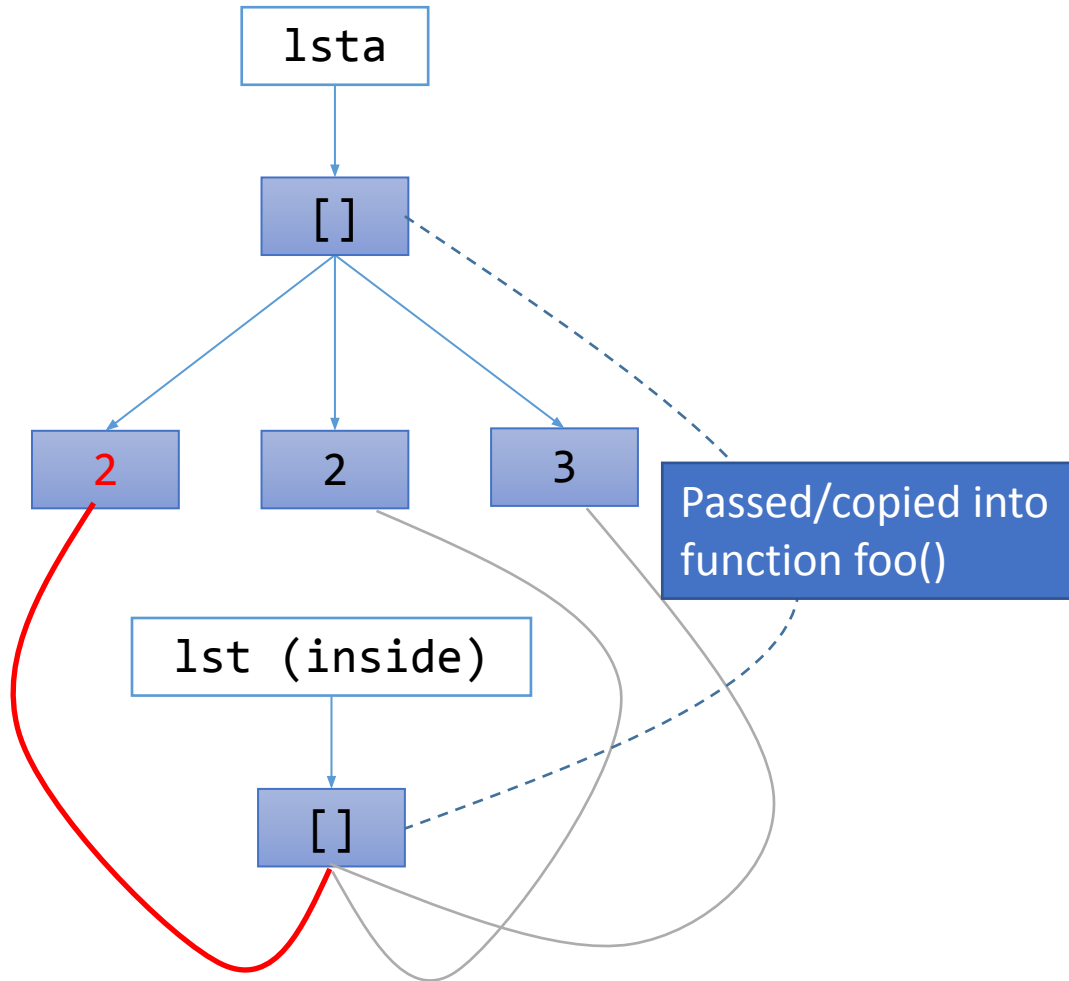 lsta
[]
2
2
3
Passed/copied into
function foo()
lst (inside)
[]